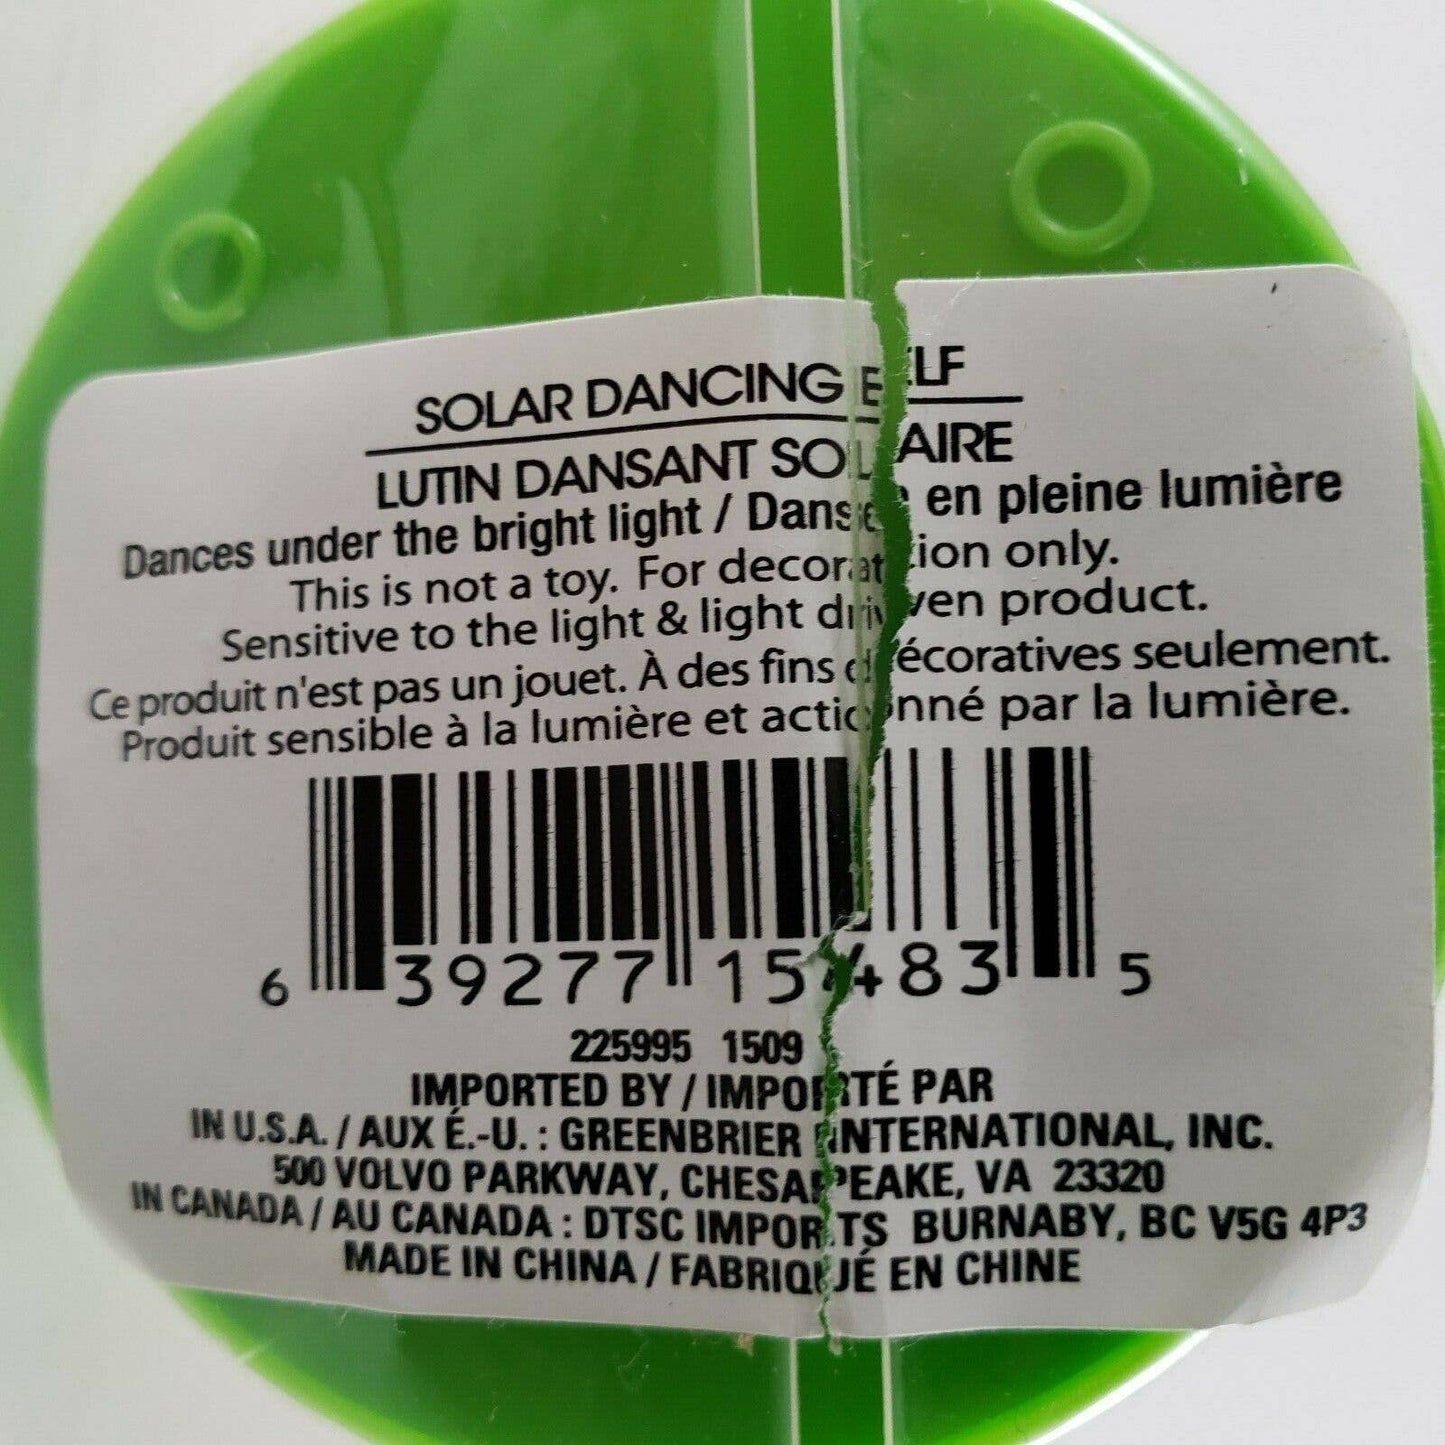 SOLAR DANCING ELF
LUTIN DANSANT SOLAIRE
Dances under the bright light / Danse en pleine lumière
This is not a toy. For decoration only.
Sensitive to the light & light driven product.
Ce produit n'est pas un jouet. À des fins décoratives seulement.
Produit sensible à la lumière et actionné par la lumière.
6 39277 15483 5
225995 1509
IMPORTED BY / IMPORTÉ PAR
IN U.S.A. / AUX É.-U. : GREENBRIER INTERNATIONAL, INC.
500 VOLVO PARKWAY, CHESAPEAKE, VA 23320
IN CANADA / AU CANADA : DTSC IMPORTS BURNABY, BC V5G 4P3
MADE IN CHINA / FABRIQUÉ EN CHINE